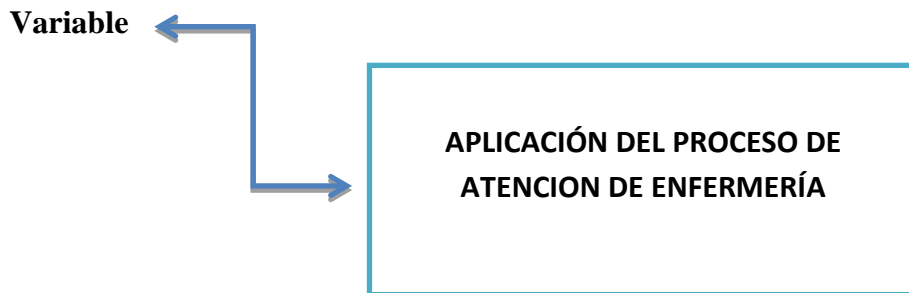 Variable
APLICACIÓN DEL PROCESO DE
ATENCION DE ENFERMERÍA